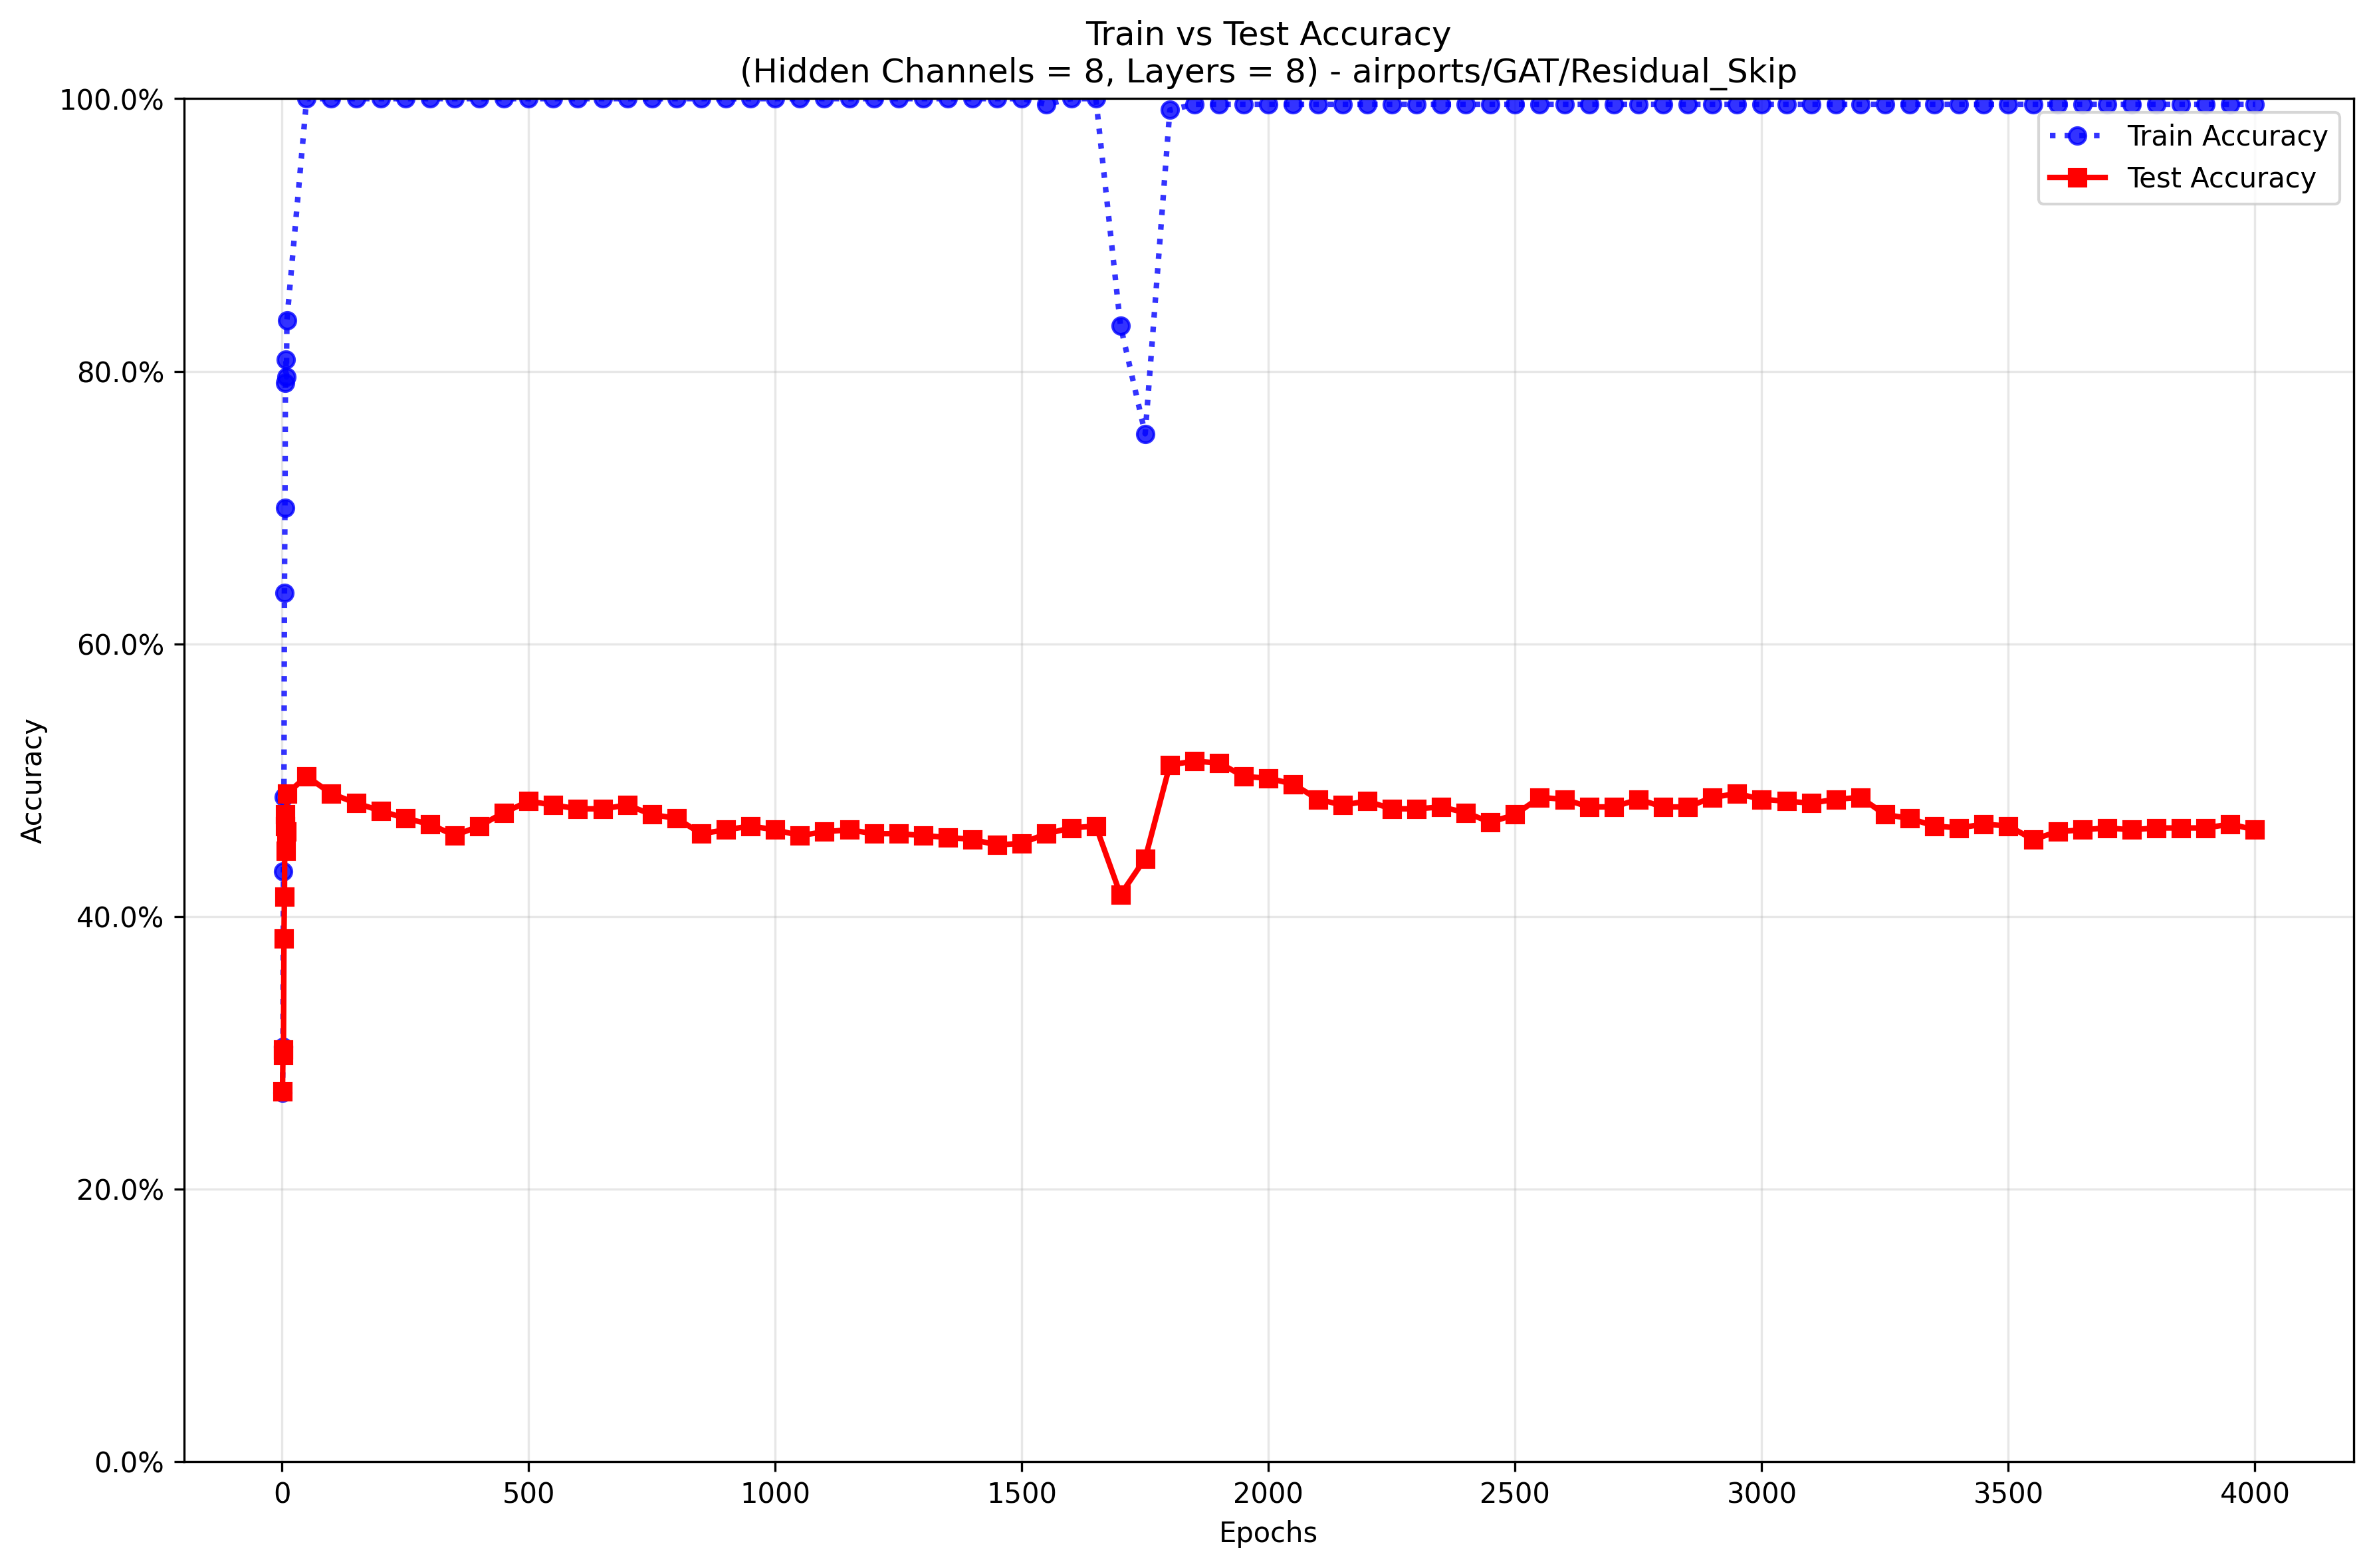 Train vs Test Accuracy
(Hidden Channels = 8, Layers = 8) - airports/GAT/Residual_Skip
100.0%
80.0%
60.0%
40.0%
20.0%
0.0%
Accuracy
Train Accuracy
Test Accuracy
0 500 1000 1500 2000 2500 3000 3500 4000
Epochs